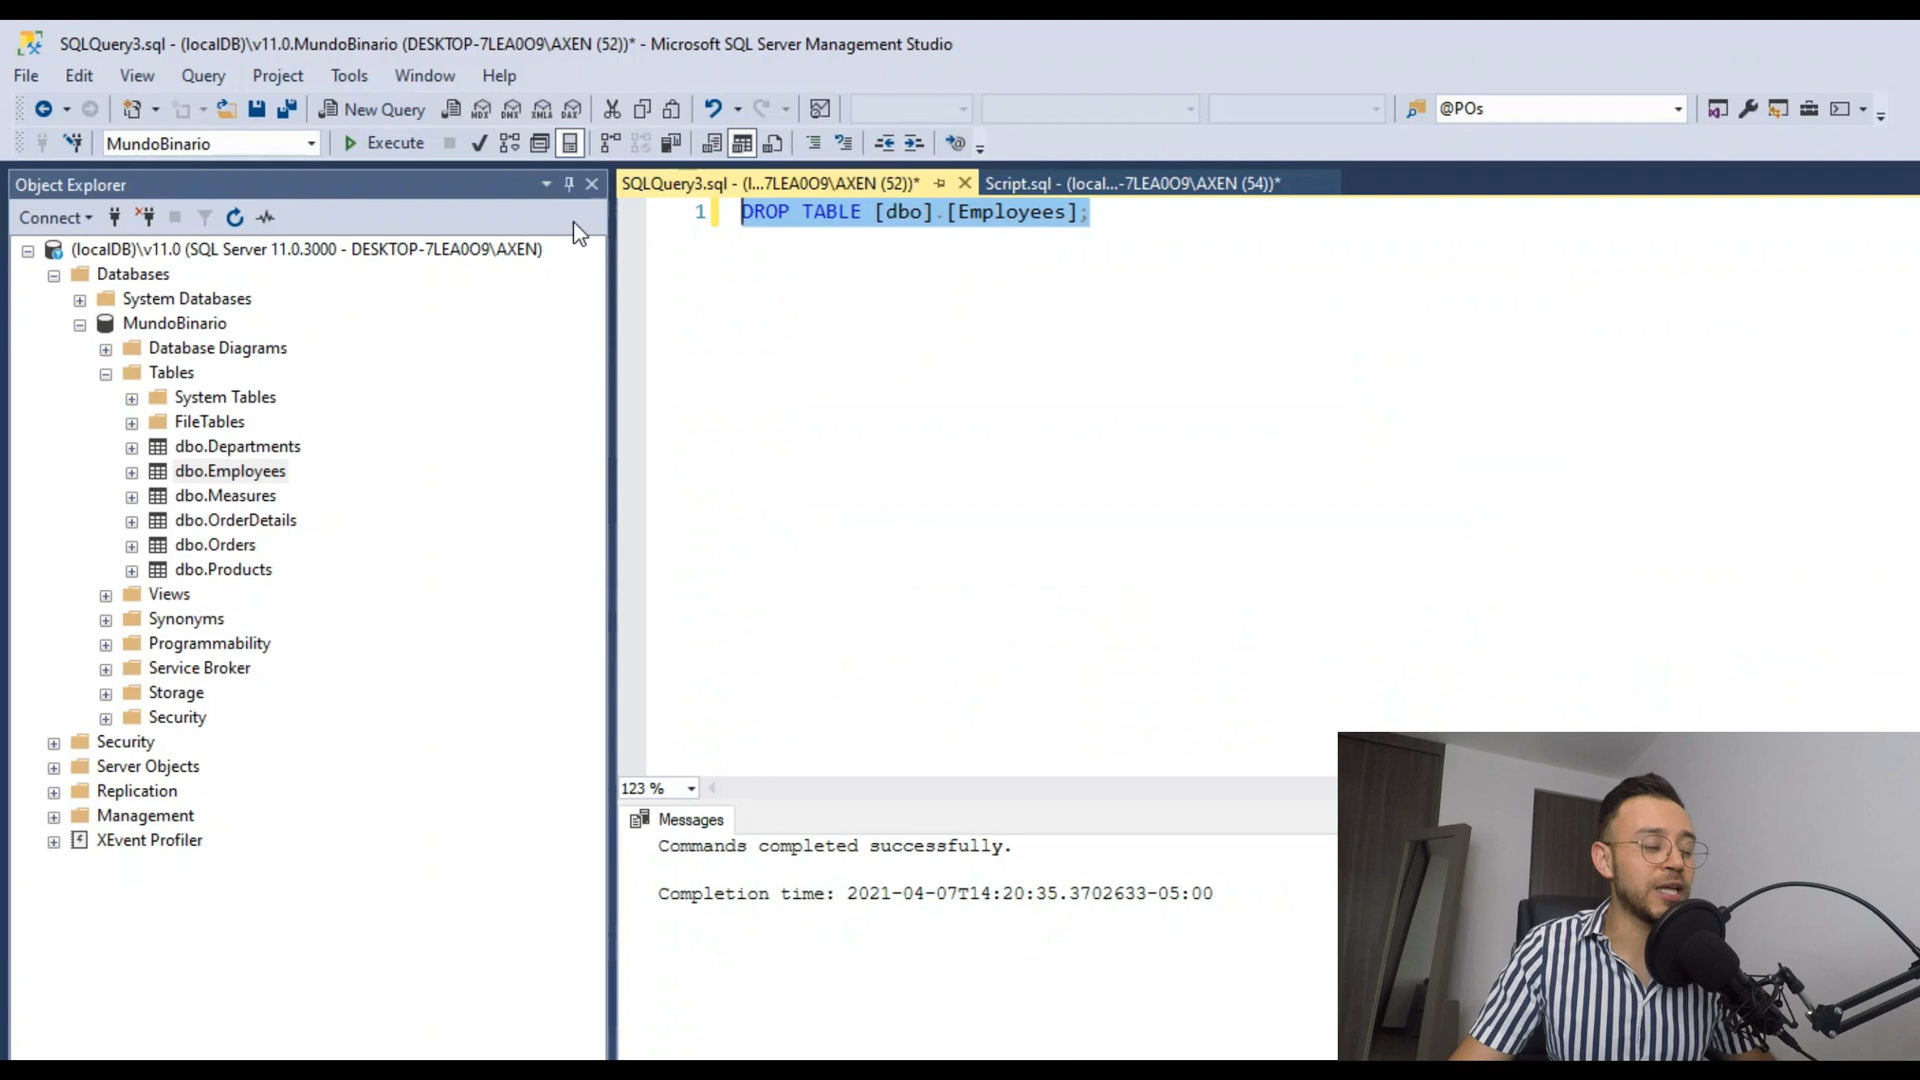 SQLQuery3.sql - (localDB)\v11.0.MundoBinario (DESKTOP-7LEA0O9\AXEN (52))* - Microsoft SQL Server Management Studio
File Edit View Query Project Tools Window Help
New Query MDX DMX XMLA DAX @POs
MundoBinario Execute
Object Explorer
SQLQuery3.sql - (l...7LEA0O9\AXEN (52))* Script.sql - (local...-7LEA0O9\AXEN (54))*
Connect
1 DROP TABLE [dbo].[Employees];
(localDB)\v11.0 (SQL Server 11.0.3000 - DESKTOP-7LEA0O9\AXEN)
Databases
System Databases
MundoBinario
Database Diagrams
Tables
System Tables
FileTables
dbo.Departments
dbo.Employees
dbo.Measures
dbo.OrderDetails
dbo.Orders
dbo.Products
Views
Synonyms
Programmability
Service Broker
Storage
Security
Security
Server Objects
Replication
Management
XEvent Profiler
123 %
Messages
Commands completed successfully.
Completion time: 2021-04-07T14:20:35.3702633-05:00